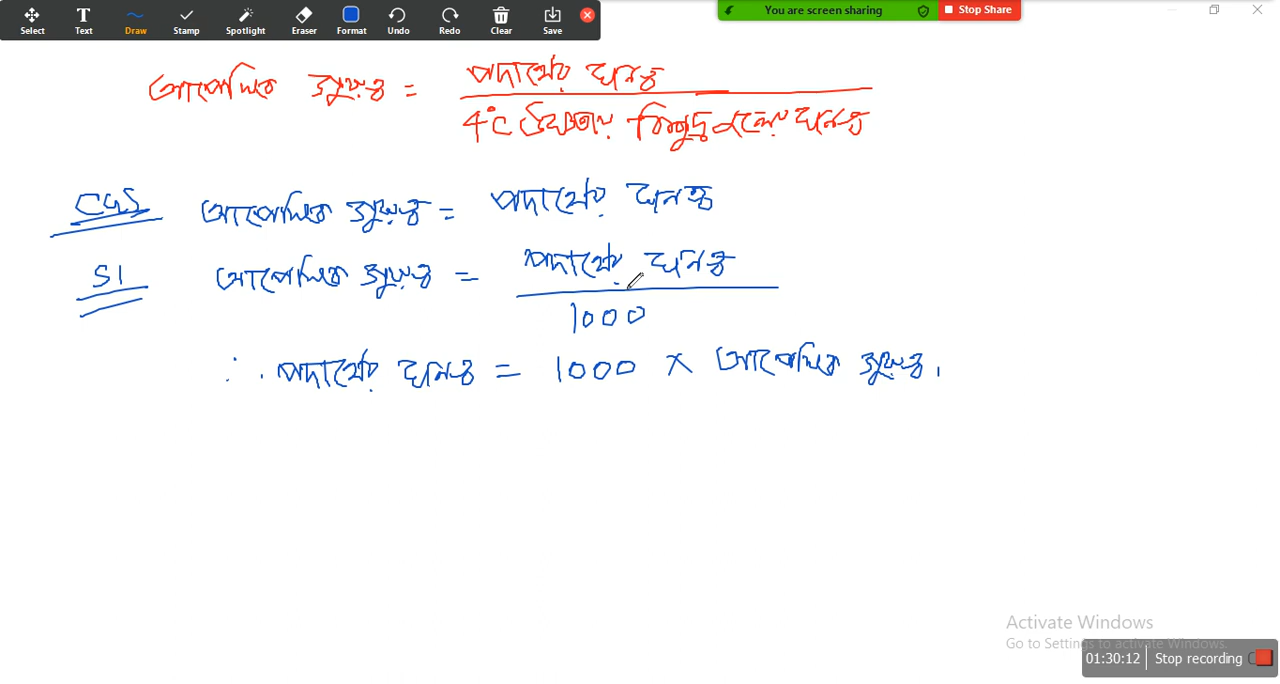 Select Text Draw Stamp Spotlight Eraser Format Undo Redo Clear Save
You are screen sharing Stop Share
আপেক্ষিক গুরুত্ব = পদার্থের ঘনত্ব
4°C উষ্ণতায় বিশুদ্ধ জলের ঘনত্ব
CGS আপেক্ষিক গুরুত্ব = পদার্থের ঘনত্ব
SI আপেক্ষিক গুরুত্ব = পদার্থের ঘনত্ব
1000
∴ পদার্থের ঘনত্ব = 1000 × আপেক্ষিক গুরুত্ব।
Activate Windows
Go to Settings to activate Windows.
01:30:12 Stop recording